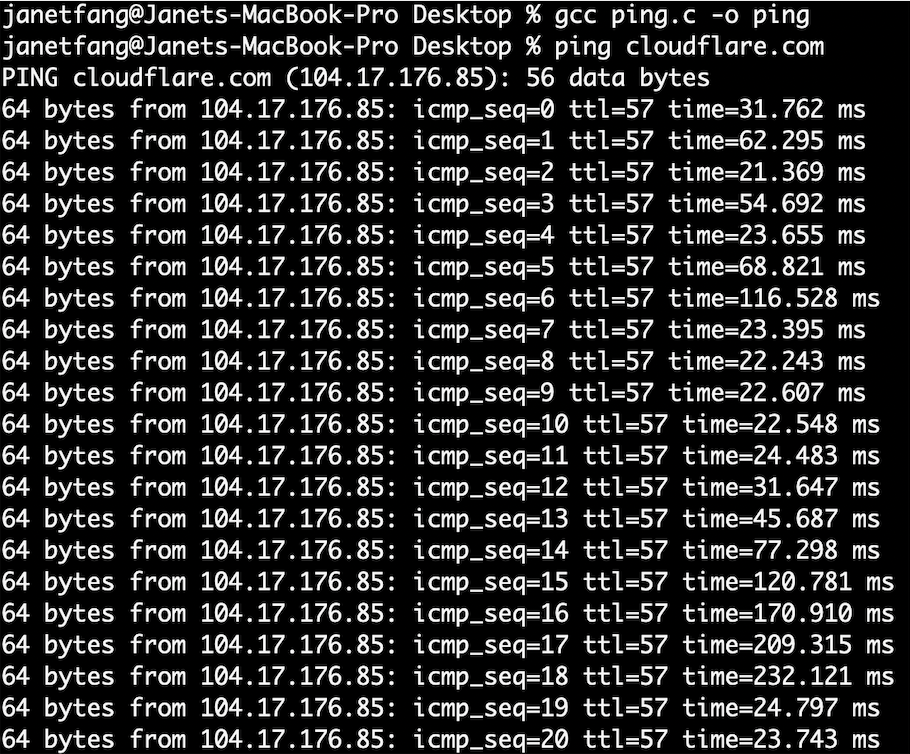 janetfang@Janets-MacBook-Pro Desktop % gcc ping.c -o ping
janetfang@Janets-MacBook-Pro Desktop % ping cloudflare.com
PING cloudflare.com (104.17.176.85): 56 data bytes
64 bytes from 104.17.176.85: icmp_seq=0 ttl=57 time=31.762 ms
64 bytes from 104.17.176.85: icmp_seq=1 ttl=57 time=62.295 ms
64 bytes from 104.17.176.85: icmp_seq=2 ttl=57 time=21.369 ms
64 bytes from 104.17.176.85: icmp_seq=3 ttl=57 time=54.692 ms
64 bytes from 104.17.176.85: icmp_seq=4 ttl=57 time=23.655 ms
64 bytes from 104.17.176.85: icmp_seq=5 ttl=57 time=68.821 ms
64 bytes from 104.17.176.85: icmp_seq=6 ttl=57 time=116.528 ms
64 bytes from 104.17.176.85: icmp_seq=7 ttl=57 time=23.395 ms
64 bytes from 104.17.176.85: icmp_seq=8 ttl=57 time=22.243 ms
64 bytes from 104.17.176.85: icmp_seq=9 ttl=57 time=22.607 ms
64 bytes from 104.17.176.85: icmp_seq=10 ttl=57 time=22.548 ms
64 bytes from 104.17.176.85: icmp_seq=11 ttl=57 time=24.483 ms
64 bytes from 104.17.176.85: icmp_seq=12 ttl=57 time=31.647 ms
64 bytes from 104.17.176.85: icmp_seq=13 ttl=57 time=45.687 ms
64 bytes from 104.17.176.85: icmp_seq=14 ttl=57 time=77.298 ms
64 bytes from 104.17.176.85: icmp_seq=15 ttl=57 time=120.781 ms
64 bytes from 104.17.176.85: icmp_seq=16 ttl=57 time=170.910 ms
64 bytes from 104.17.176.85: icmp_seq=17 ttl=57 time=209.315 ms
64 bytes from 104.17.176.85: icmp_seq=18 ttl=57 time=232.121 ms
64 bytes from 104.17.176.85: icmp_seq=19 ttl=57 time=24.797 ms
64 bytes from 104.17.176.85: icmp_seq=20 ttl=57 time=23.743 ms